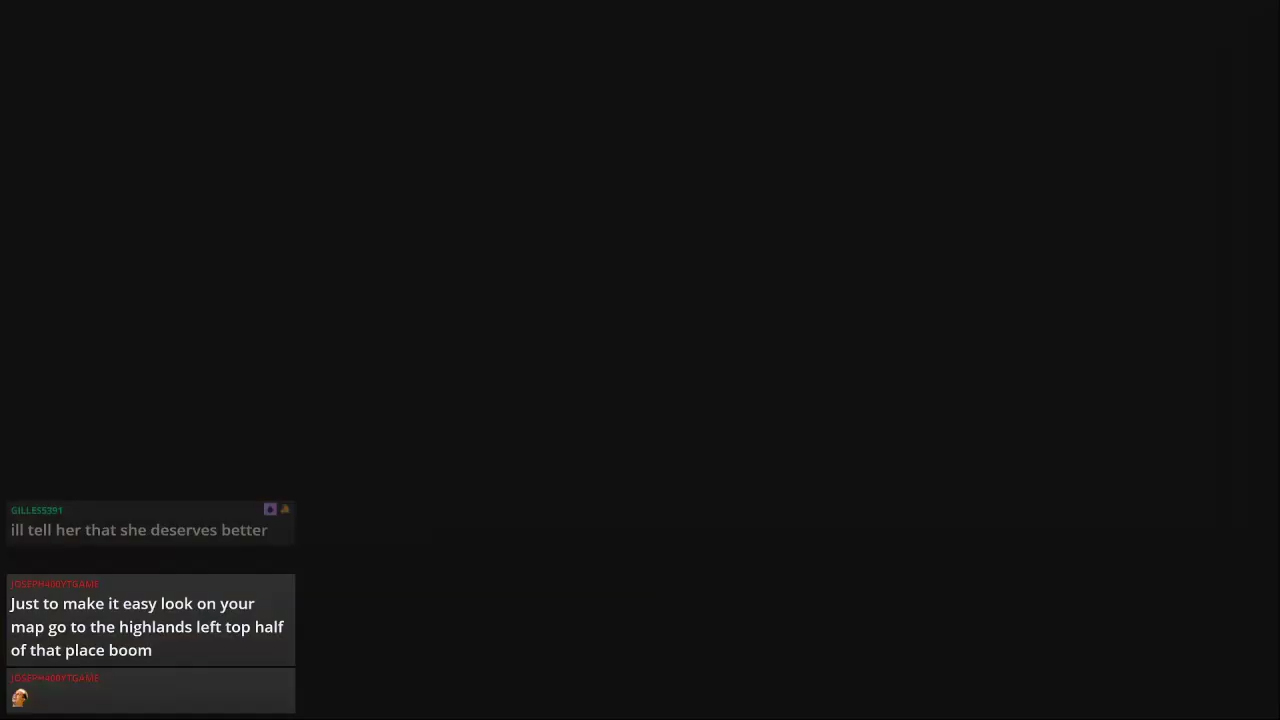 GILLESS391
ill tell her that she deserves better
JOSEPH400YTGAME
Just to make it easy look on your
map go to the highlands left top half
of that place boom
JOSEPH400YTGAME